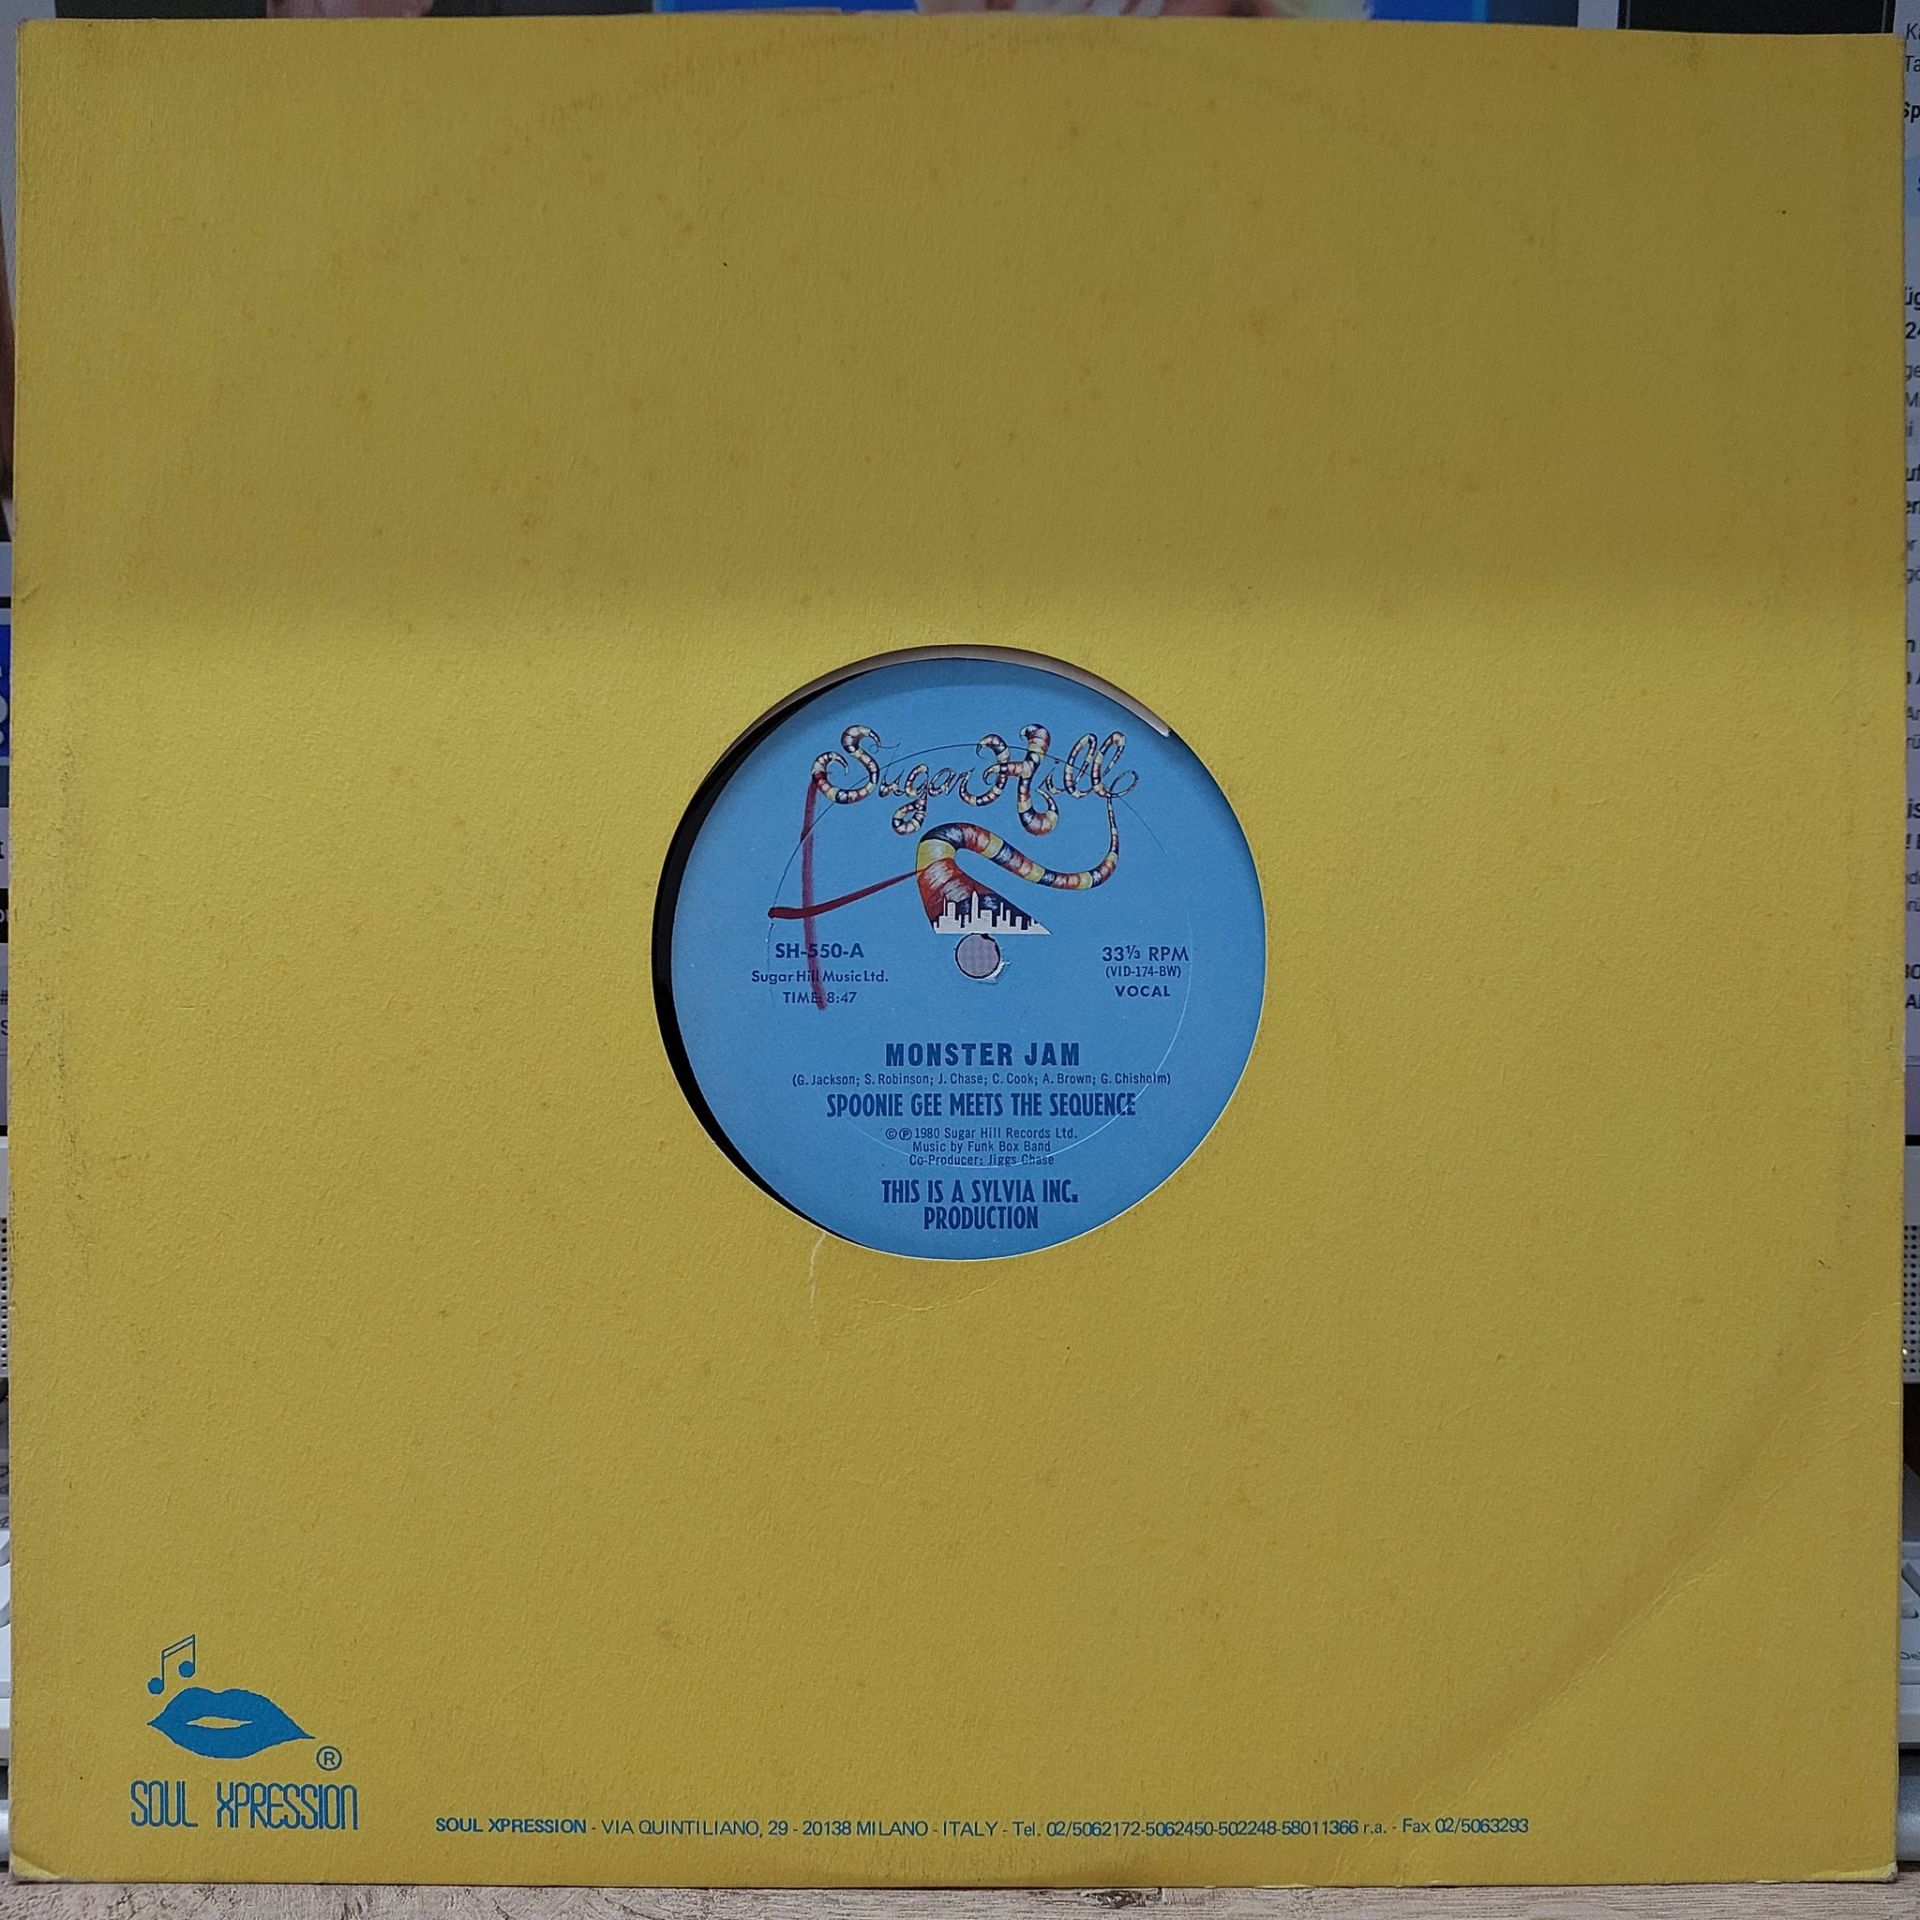 Sugar Hill
SH-550-A
Sugar Hill Music Ltd.
TIME: 8:47
33⅓ RPM
(VID-174-BW)
VOCAL
MONSTER JAM
(G. Jackson; S. Robinson; J. Chase; C. Cook; A. Brown; G. Chisholm)
SPOONIE GEE MEETS THE SEQUENCE
©℗ 1980 Sugar Hill Records Ltd.
Music by Funk Box Band
Co-Producer: Jiggs Chase
THIS IS A SYLVIA INC.
PRODUCTION
®
SOUL XPRESSION
SOUL XPRESSION - VIA QUINTILIANO, 29 - 20138 MILANO - ITALY - Tel. 02/5062172-5062450-502248-58011366 r.a. - Fax 02/5063293